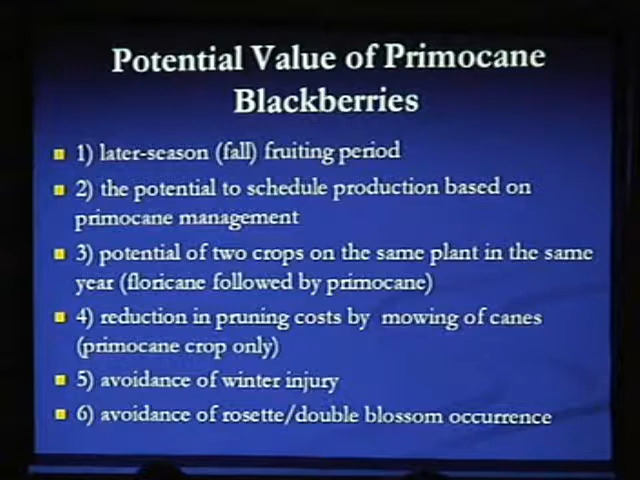 Potential Value of Primocane
Blackberries
1) later-season (fall) fruiting period
2) the potential to schedule production based on
primocane management
3) potential of two crops on the same plant in the same
year (floricane followed by primocane)
4) reduction in pruning costs by mowing of canes
(primocane crop only)
5) avoidance of winter injury
6) avoidance of rosette/double blossom occurrence